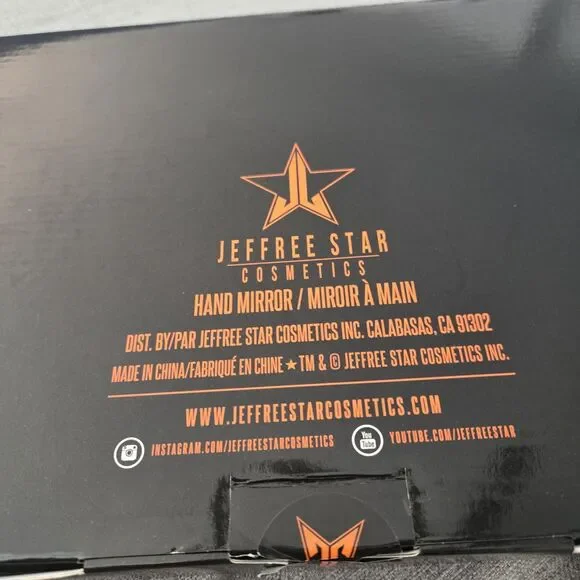 JEFFREE STAR
COSMETICS
HAND MIRROR / MIROIR À MAIN
DIST. BY/PAR JEFFREE STAR COSMETICS INC. CALABASAS, CA 91302
MADE IN CHINA/FABRIQUÉ EN CHINE ★ TM & © JEFFREE STAR COSMETICS INC.
WWW.JEFFREESTARCOSMETICS.COM
INSTAGRAM.COM/JEFFREESTARCOSMETICS You Tube YOUTUBE.COM/JEFFREESTAR